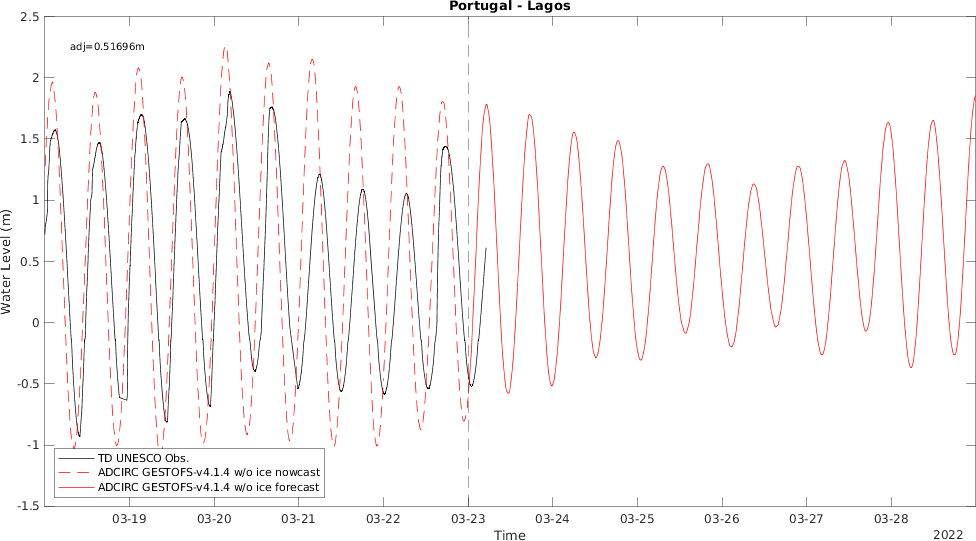 Portugal - Lagos
adj=0.51696m
Water Level (m)
2.5
2
1.5
1
0.5
0
-0.5
-1
-1.5
TD UNESCO Obs.
ADCIRC GESTOFS-v4.1.4 w/o ice nowcast
ADCIRC GESTOFS-v4.1.4 w/o ice forecast
03-19 03-20 03-21 03-22 03-23 03-24 03-25 03-26 03-27 03-28
Time
2022